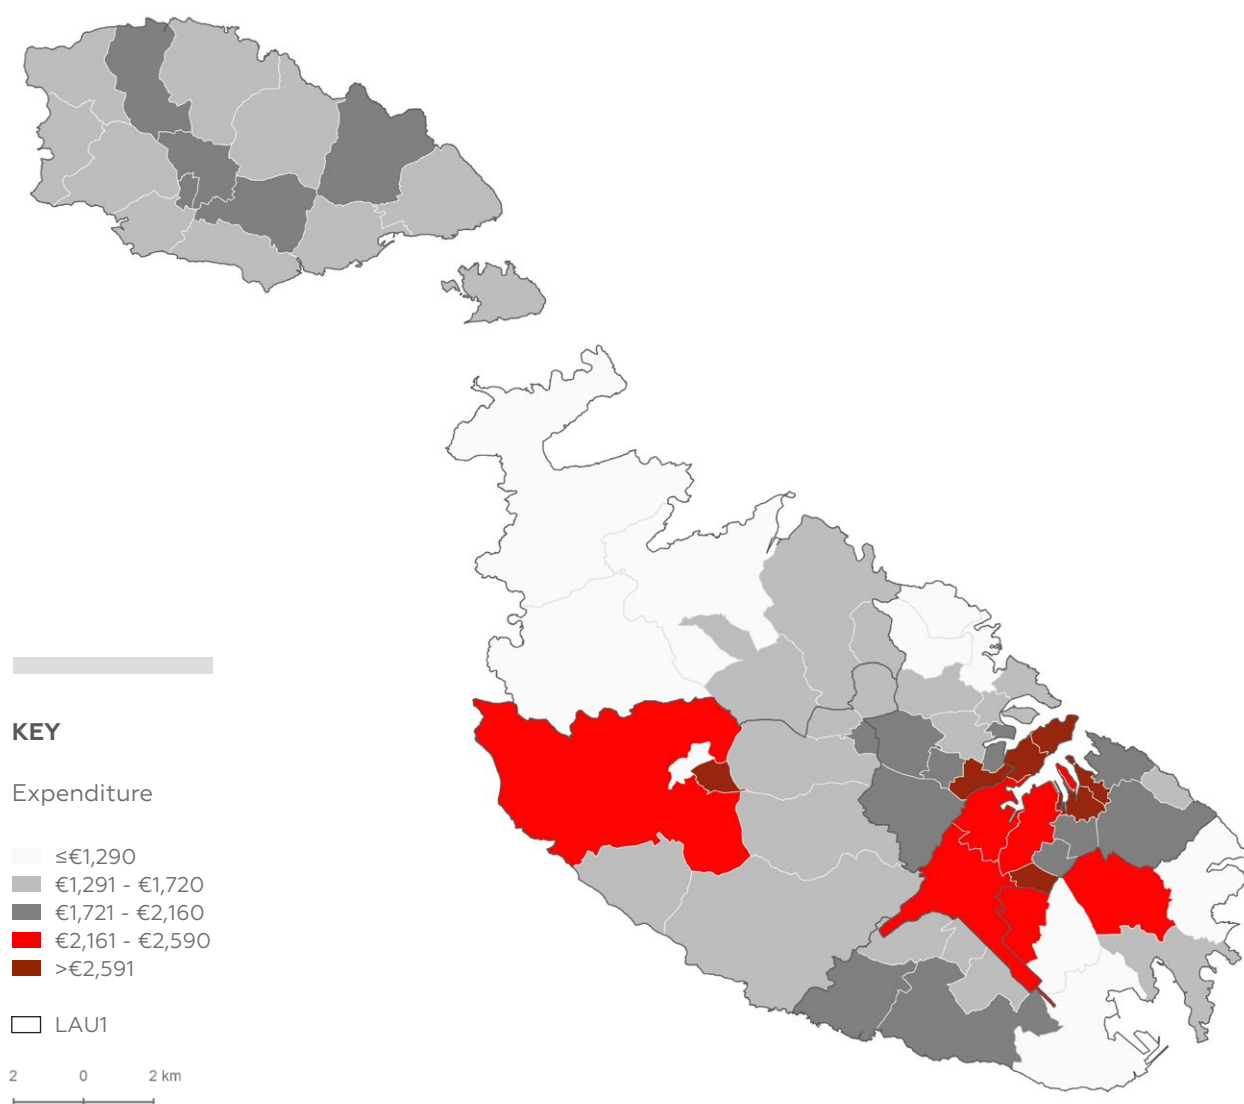 KEY
Expenditure
≤€1,290
€1,291 - €1,720
€1,721 - €2,160
€2,161 - €2,590
>€2,591
LAU1
2 0 2 km